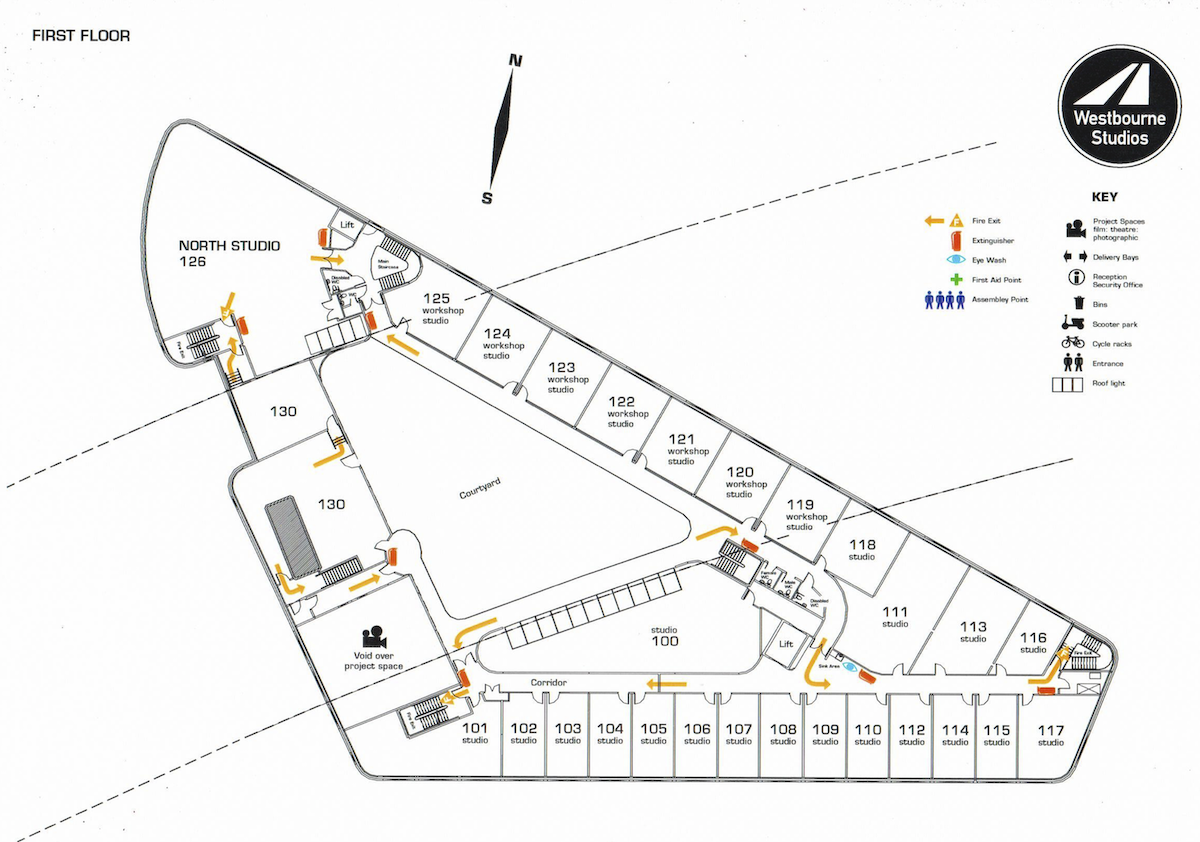 FIRST FLOOR
N
S
Westbourne
Studios
KEY
Fire Exit
Extinguisher
Eye Wash
First Aid Point
Assembley Point
Project Spaces
film: theatre:
photographic
Delivery Bays
Reception
Security Office
Bins
Scooter park
Cycle racks
Entrance
Roof light
NORTH STUDIO
126
Lift
Main
Staircase
Disabled
WC
WC
Fire Exit
125
workshop
studio
124
workshop
studio
123
workshop
studio
122
workshop
studio
121
workshop
studio
120
workshop
studio
119
workshop
studio
118
studio
130
130
Courtyard
Female
WC
Male
WC
Disabled
WC
111
studio
113
studio
116
studio
Fire Exit
studio
100
Lift
Sink Area
Void over
project space
Corridor
Fire Exit
101
studio
102
studio
103
studio
104
studio
105
studio
106
studio
107
studio
108
studio
109
studio
110
studio
112
studio
114
studio
115
studio
117
studio